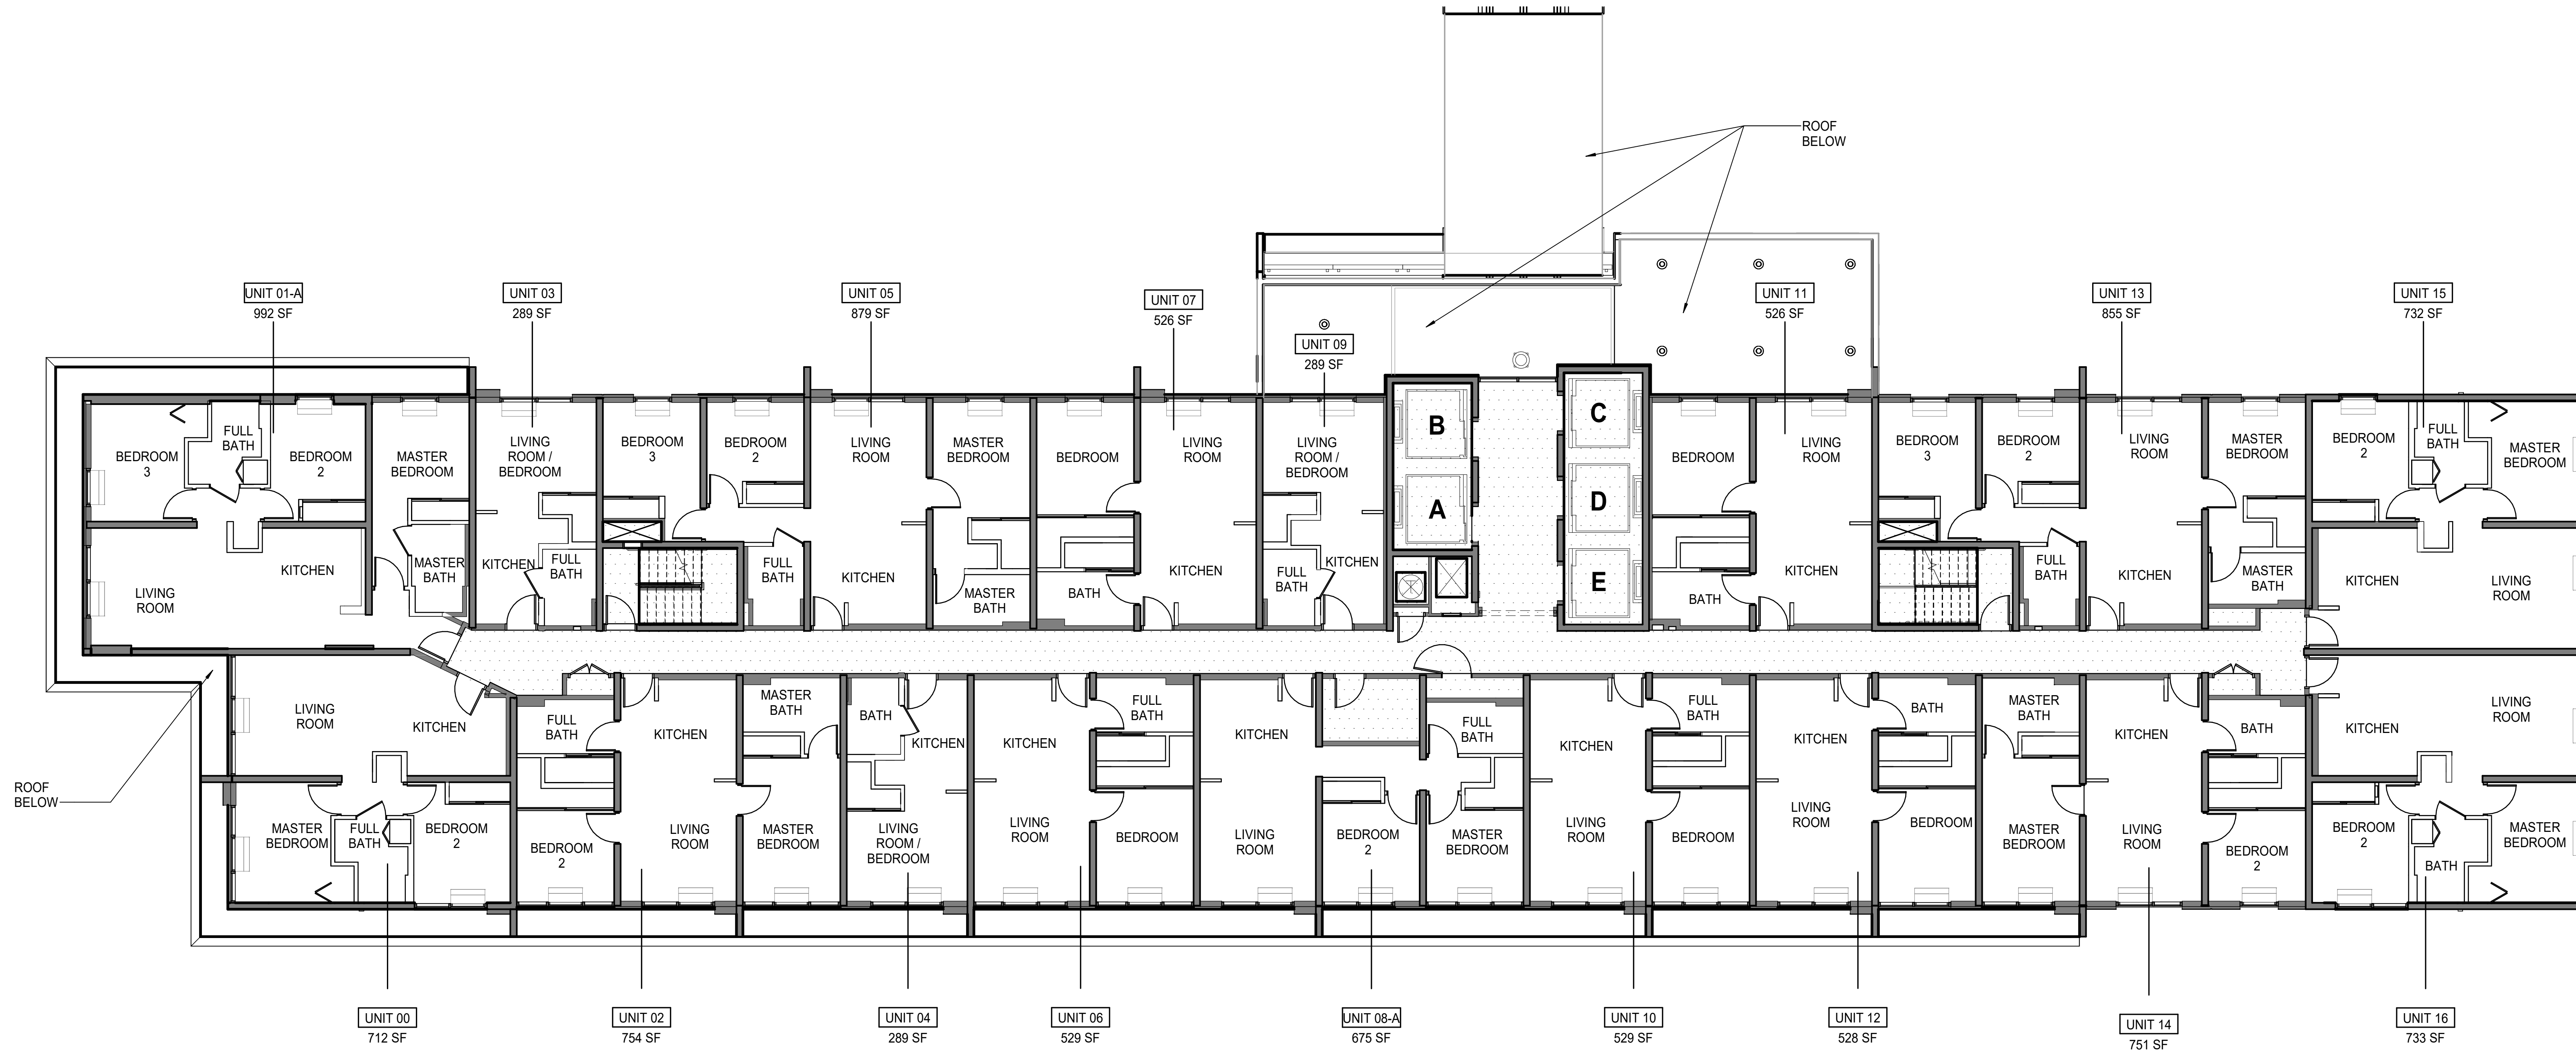 ROOF
BELOW
UNIT 01-A
992 SF
UNIT 03
289 SF
UNIT 05
879 SF
UNIT 07
526 SF
UNIT 09
289 SF
UNIT 11
526 SF
UNIT 13
855 SF
UNIT 15
732 SF
BEDROOM
3
FULL
BATH
BEDROOM
2
MASTER
BEDROOM
LIVING
ROOM /
BEDROOM
BEDROOM
3
BEDROOM
2
LIVING
ROOM
MASTER
BEDROOM
BEDROOM
LIVING
ROOM
LIVING
ROOM /
BEDROOM
B
A
C
D
E
BEDROOM
LIVING
ROOM
BEDROOM
3
BEDROOM
2
LIVING
ROOM
MASTER
BEDROOM
BEDROOM
2
FULL
BATH
MASTER
BEDROOM
LIVING
ROOM
KITCHEN
MASTER
BATH
KITCHEN
FULL
BATH
FULL
BATH
KITCHEN
MASTER
BATH
BATH
KITCHEN
FULL
BATH
KITCHEN
BATH
KITCHEN
FULL
BATH
KITCHEN
MASTER
BATH
KITCHEN
LIVING
ROOM
LIVING
ROOM
KITCHEN
FULL
BATH
KITCHEN
MASTER
BATH
BATH
KITCHEN
KITCHEN
FULL
BATH
KITCHEN
FULL
BATH
KITCHEN
FULL
BATH
KITCHEN
BATH
MASTER
BATH
KITCHEN
BATH
KITCHEN
LIVING
ROOM
ROOF
BELOW
MASTER
BEDROOM
FULL
BATH
BEDROOM
2
BEDROOM
2
LIVING
ROOM
MASTER
BEDROOM
LIVING
ROOM /
BEDROOM
LIVING
ROOM
BEDROOM
LIVING
ROOM
BEDROOM
2
MASTER
BEDROOM
LIVING
ROOM
BEDROOM
LIVING
ROOM
BEDROOM
MASTER
BEDROOM
LIVING
ROOM
BEDROOM
2
BEDROOM
2
BATH
MASTER
BEDROOM
UNIT 00
712 SF
UNIT 02
754 SF
UNIT 04
289 SF
UNIT 06
529 SF
UNIT 08-A
675 SF
UNIT 10
529 SF
UNIT 12
528 SF
UNIT 14
751 SF
UNIT 16
733 SF